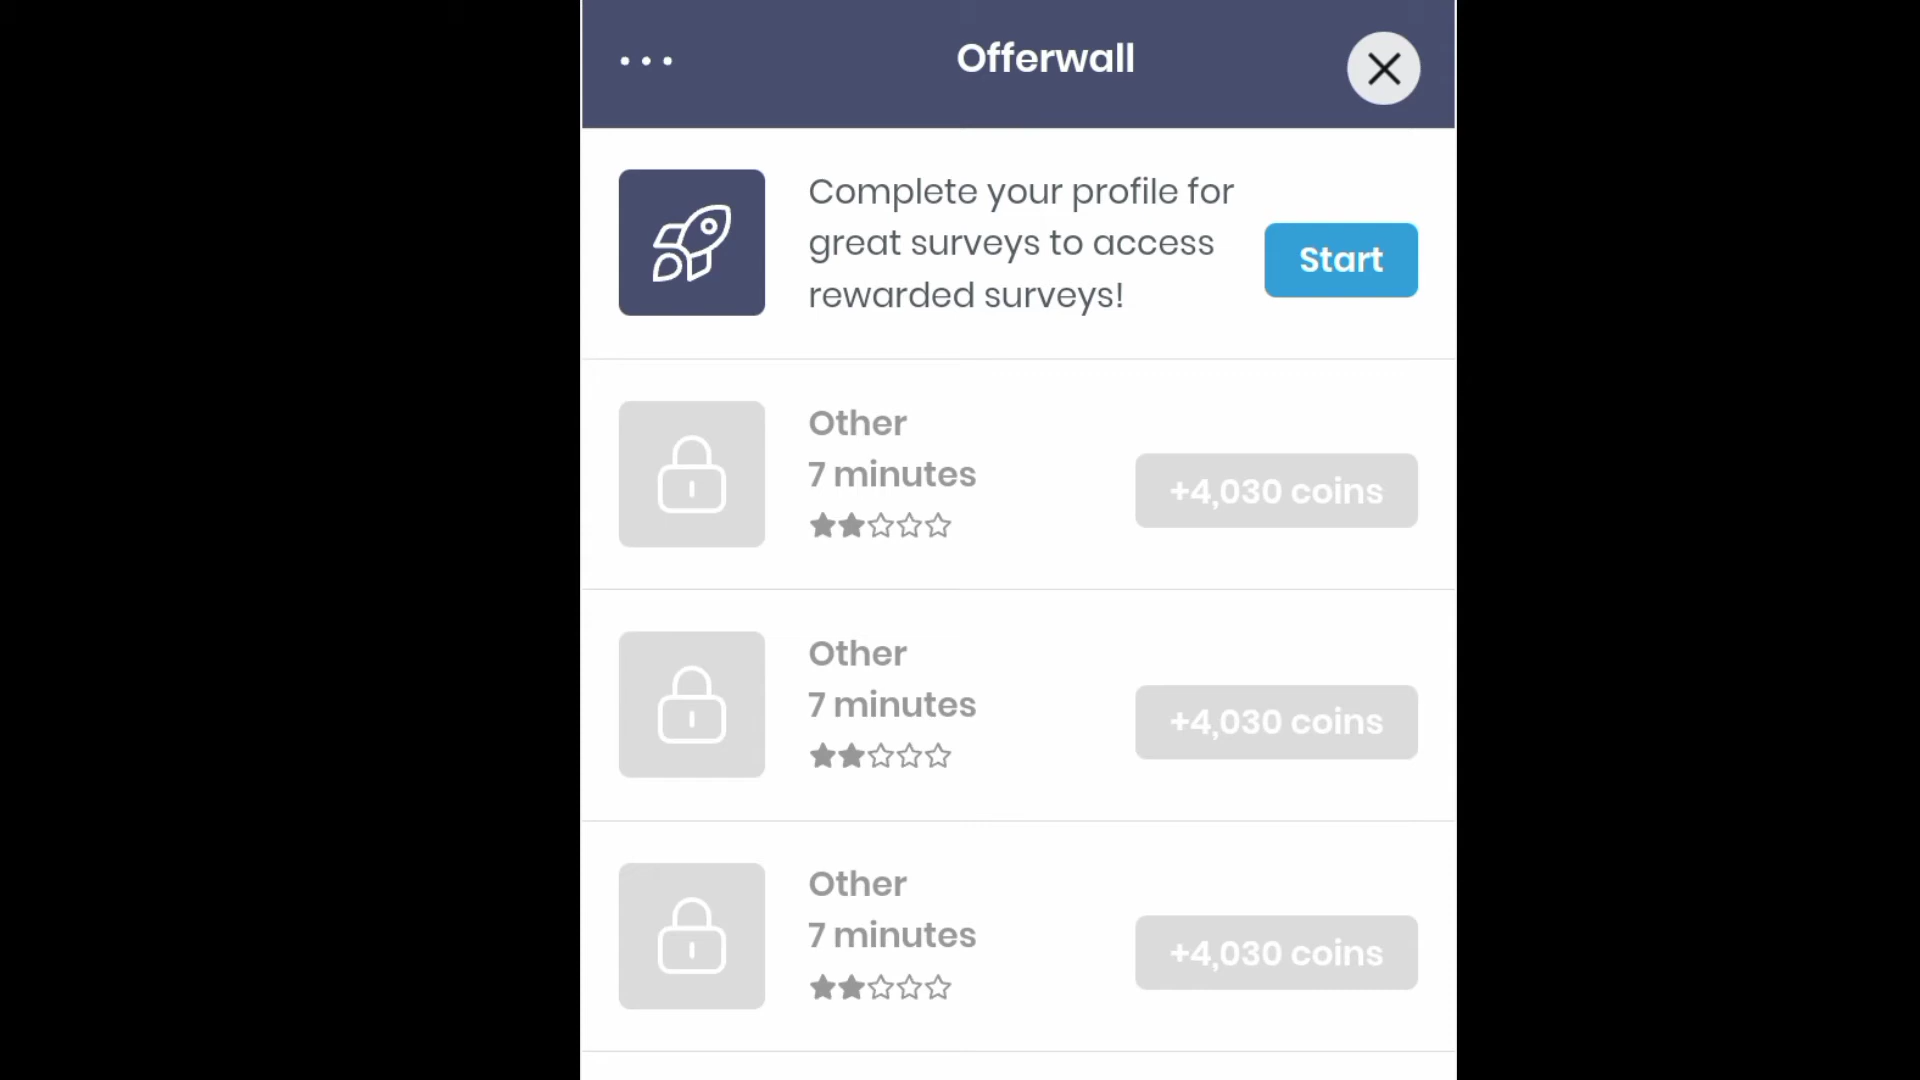 Offerwall
Complete your profile for
great surveys to access
rewarded surveys!
Start
Other
7 minutes
+4,030 coins
Other
7 minutes
+4,030 coins
Other
7 minutes
+4,030 coins